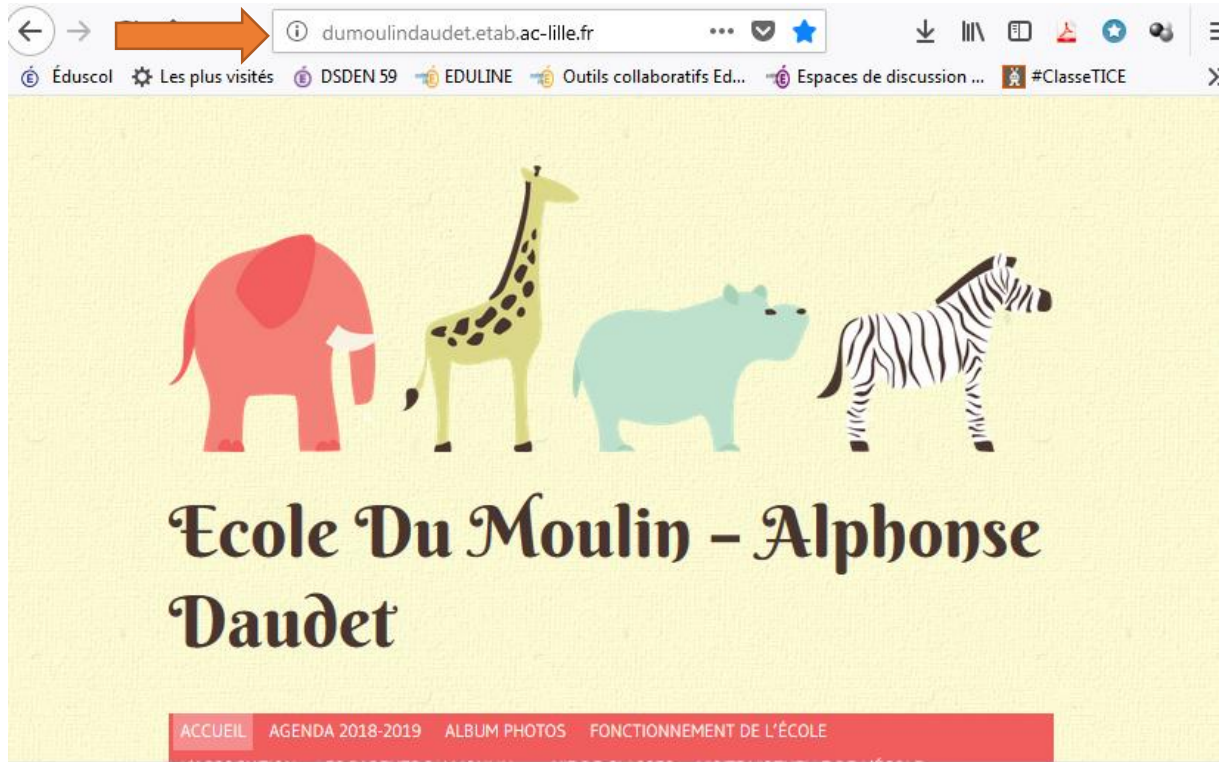 dumoulindaudet.etab.ac-lille.fr
Éduscol Les plus visités DSDEN 59 EDULINE Outils collaboratifs Ed... Espaces de discussion ... #ClasseTICE
Ecole Du Moulin – Alphonse
Daudet
ACCUEIL AGENDA 2018-2019 ALBUM PHOTOS FONCTIONNEMENT DE L'ÉCOLE